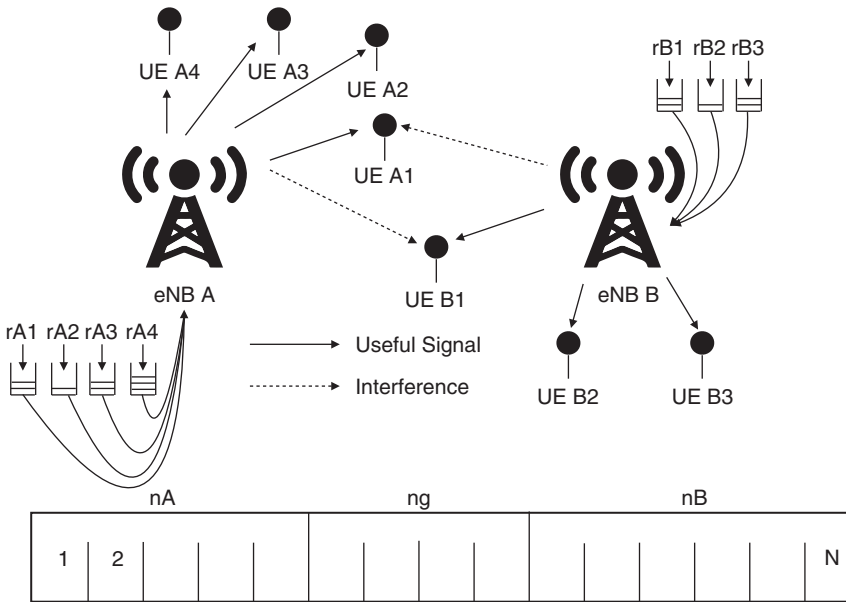 rB1 rB2 rB3
UE A4
UE A3
UE A2
UE A1
UE B1
eNB A
eNB B
rA1 rA2 rA3 rA4
Useful Signal
Interference
UE B2
UE B3
nA ng nB
1 2 N